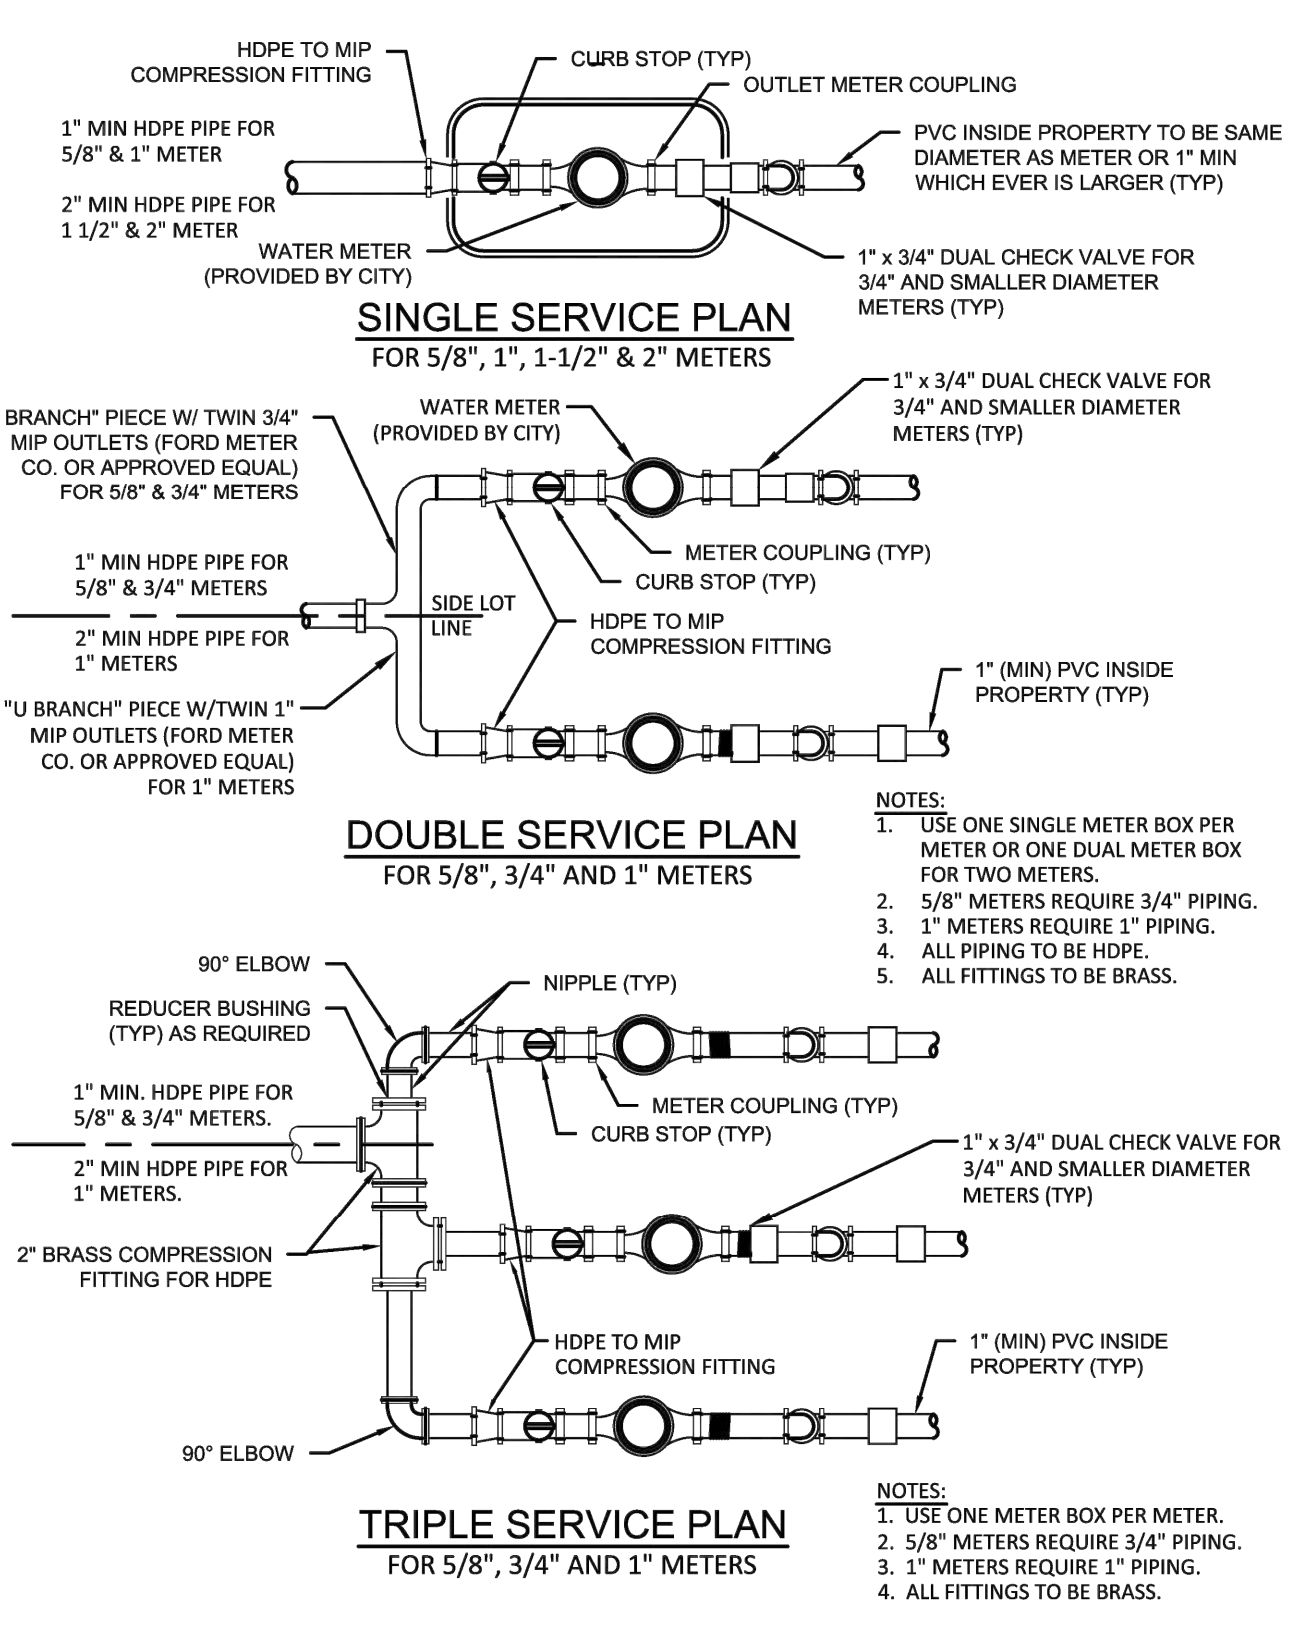 HDPE TO MIP
COMPRESSION FITTING
CURB STOP (TYP)
OUTLET METER COUPLING
1" MIN HDPE PIPE FOR
5/8" & 1" METER
PVC INSIDE PROPERTY TO BE SAME
DIAMETER AS METER OR 1" MIN
WHICH EVER IS LARGER (TYP)
2" MIN HDPE PIPE FOR
1 1/2" & 2" METER
WATER METER
(PROVIDED BY CITY)
1" x 3/4" DUAL CHECK VALVE FOR
3/4" AND SMALLER DIAMETER
METERS (TYP)
SINGLE SERVICE PLAN
FOR 5/8", 1", 1-1/2" & 2" METERS
BRANCH" PIECE W/ TWIN 3/4"
MIP OUTLETS (FORD METER
CO. OR APPROVED EQUAL)
FOR 5/8" & 3/4" METERS
WATER METER
(PROVIDED BY CITY)
1" x 3/4" DUAL CHECK VALVE FOR
3/4" AND SMALLER DIAMETER
METERS (TYP)
METER COUPLING (TYP)
CURB STOP (TYP)
1" MIN HDPE PIPE FOR
5/8" & 3/4" METERS
SIDE LOT
LINE
2" MIN HDPE PIPE FOR
1" METERS
HDPE TO MIP
COMPRESSION FITTING
1" (MIN) PVC INSIDE
PROPERTY (TYP)
"U BRANCH" PIECE W/TWIN 1"
MIP OUTLETS (FORD METER
CO. OR APPROVED EQUAL)
FOR 1" METERS
DOUBLE SERVICE PLAN
FOR 5/8", 3/4" AND 1" METERS
NOTES:
1. USE ONE SINGLE METER BOX PER
METER OR ONE DUAL METER BOX
FOR TWO METERS.
2. 5/8" METERS REQUIRE 3/4" PIPING.
3. 1" METERS REQUIRE 1" PIPING.
4. ALL PIPING TO BE HDPE.
5. ALL FITTINGS TO BE BRASS.
90° ELBOW
NIPPLE (TYP)
REDUCER BUSHING
(TYP) AS REQUIRED
1" MIN. HDPE PIPE FOR
5/8" & 3/4" METERS.
METER COUPLING (TYP)
CURB STOP (TYP)
2" MIN HDPE PIPE FOR
1" METERS.
1" x 3/4" DUAL CHECK VALVE FOR
3/4" AND SMALLER DIAMETER
METERS (TYP)
2" BRASS COMPRESSION
FITTING FOR HDPE
HDPE TO MIP
COMPRESSION FITTING
1" (MIN) PVC INSIDE
PROPERTY (TYP)
90° ELBOW
TRIPLE SERVICE PLAN
FOR 5/8", 3/4" AND 1" METERS
NOTES:
1. USE ONE METER BOX PER METER.
2. 5/8" METERS REQUIRE 3/4" PIPING.
3. 1" METERS REQUIRE 1" PIPING.
4. ALL FITTINGS TO BE BRASS.